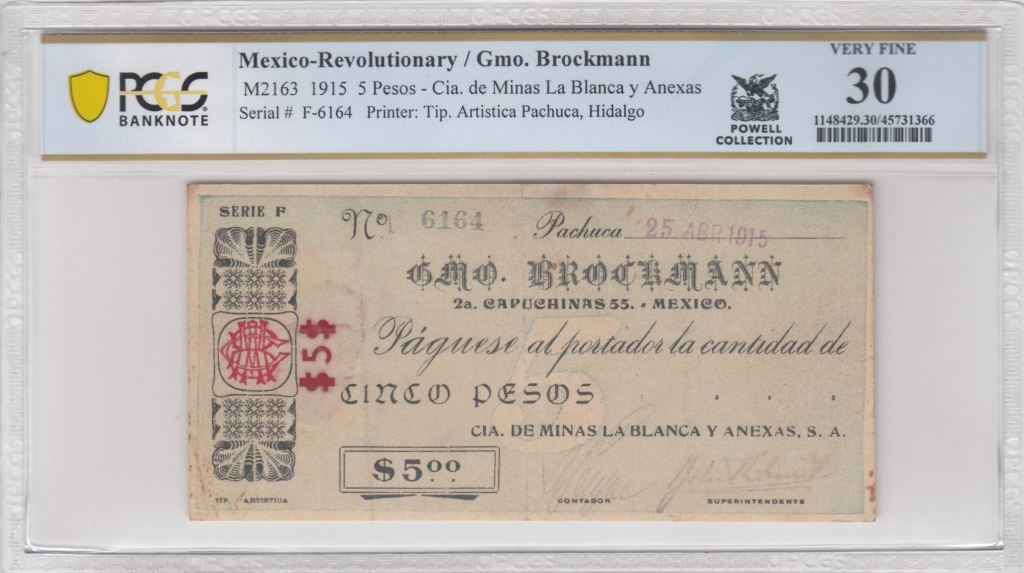 Mexico-Revolutionary / Gmo. Brockmann
M2163 1915 5 Pesos - Cia. de Minas La Blanca y Anexas
Serial # F-6164 Printer: Tip. Artistica Pachuca, Hidalgo
PCGS
BANKNOTE
POWELL
COLLECTION
VERY FINE
30
1148429.30/45731366
SERIE F
No. 6164 Pachuca 25 ABR 1915
GMO. BROCKMANN
2a. CAPUCHINAS 55. - MEXICO.
Páguese al portador la cantidad de
$5$
5
CINCO PESOS . . .
CIA. DE MINAS LA BLANCA Y ANEXAS, S. A.
$5.00
TIP. ARTISTICA
CONTADOR
SUPERINTENDENTE